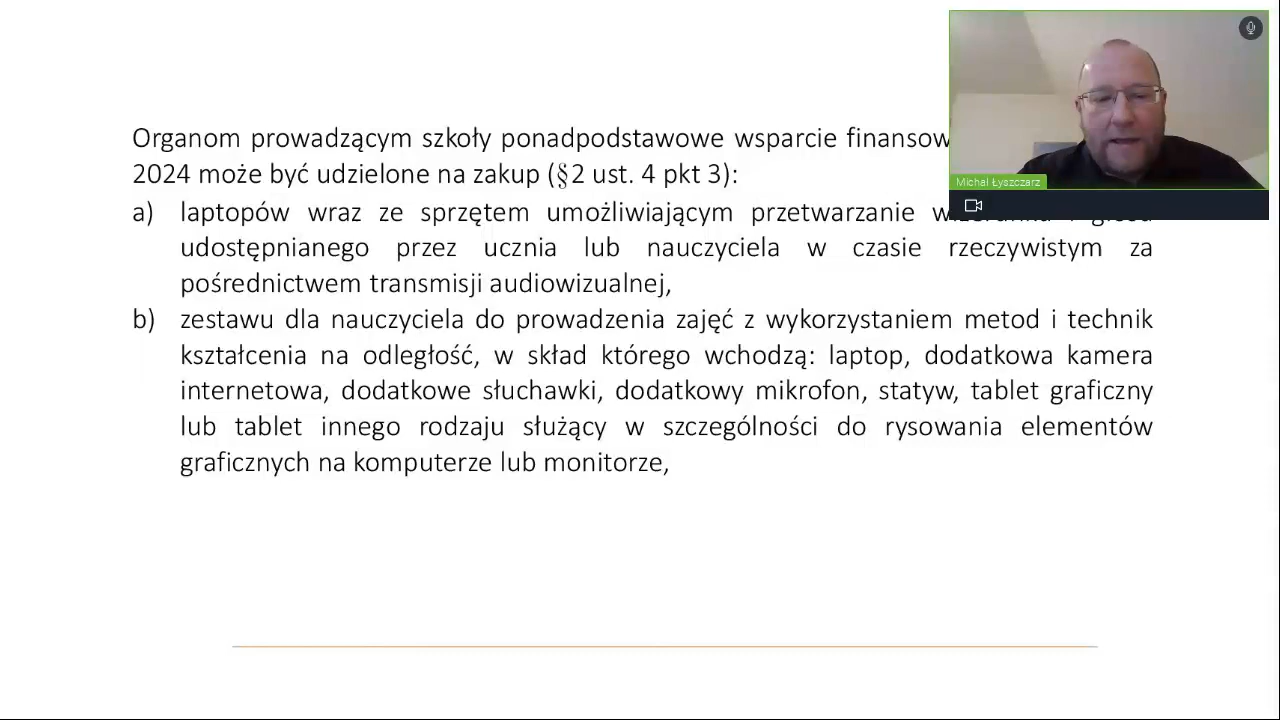 Organom prowadzącym szkoły ponadpodstawowe wsparcie
2024 może być udzielone na zakup (§2 ust. 4 pkt 3):
a) laptopów wraz ze sprzętem umożliwiającym przetwarzanie
udostępnianego przez ucznia lub nauczyciela w czasie rzeczywistym za
pośrednictwem transmisji audiowizualnej,
b) zestawu dla nauczyciela do prowadzenia zajęć z wykorzystaniem metod i technik
kształcenia na odległość, w skład którego wchodzą: laptop, dodatkowa kamera
internetowa, dodatkowe słuchawki, dodatkowy mikrofon, statyw, tablet graficzny
lub tablet innego rodzaju służący w szczególności do rysowania elementów
graficznych na komputerze lub monitorze,
Michał Łyszczarz